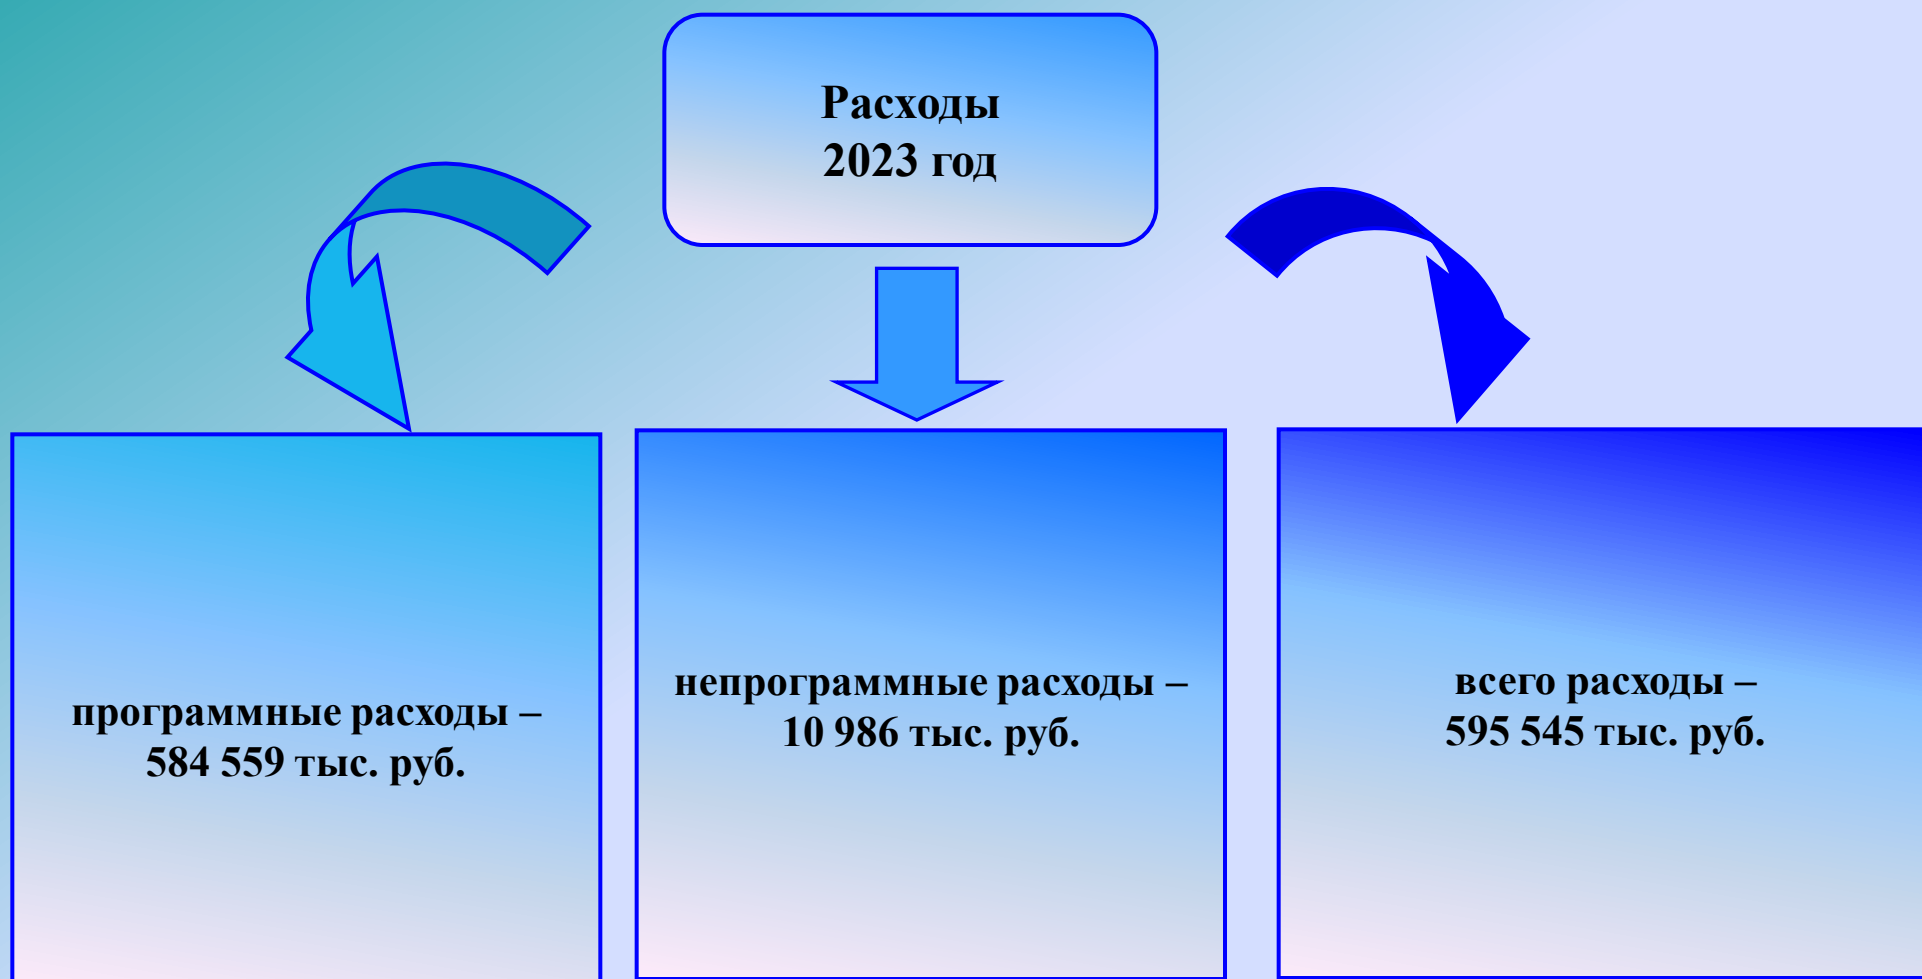 Расходы
2023 год
программные расходы –
584 559 тыс. руб.
непрограммные расходы –
10 986 тыс. руб.
всего расходы –
595 545 тыс. руб.